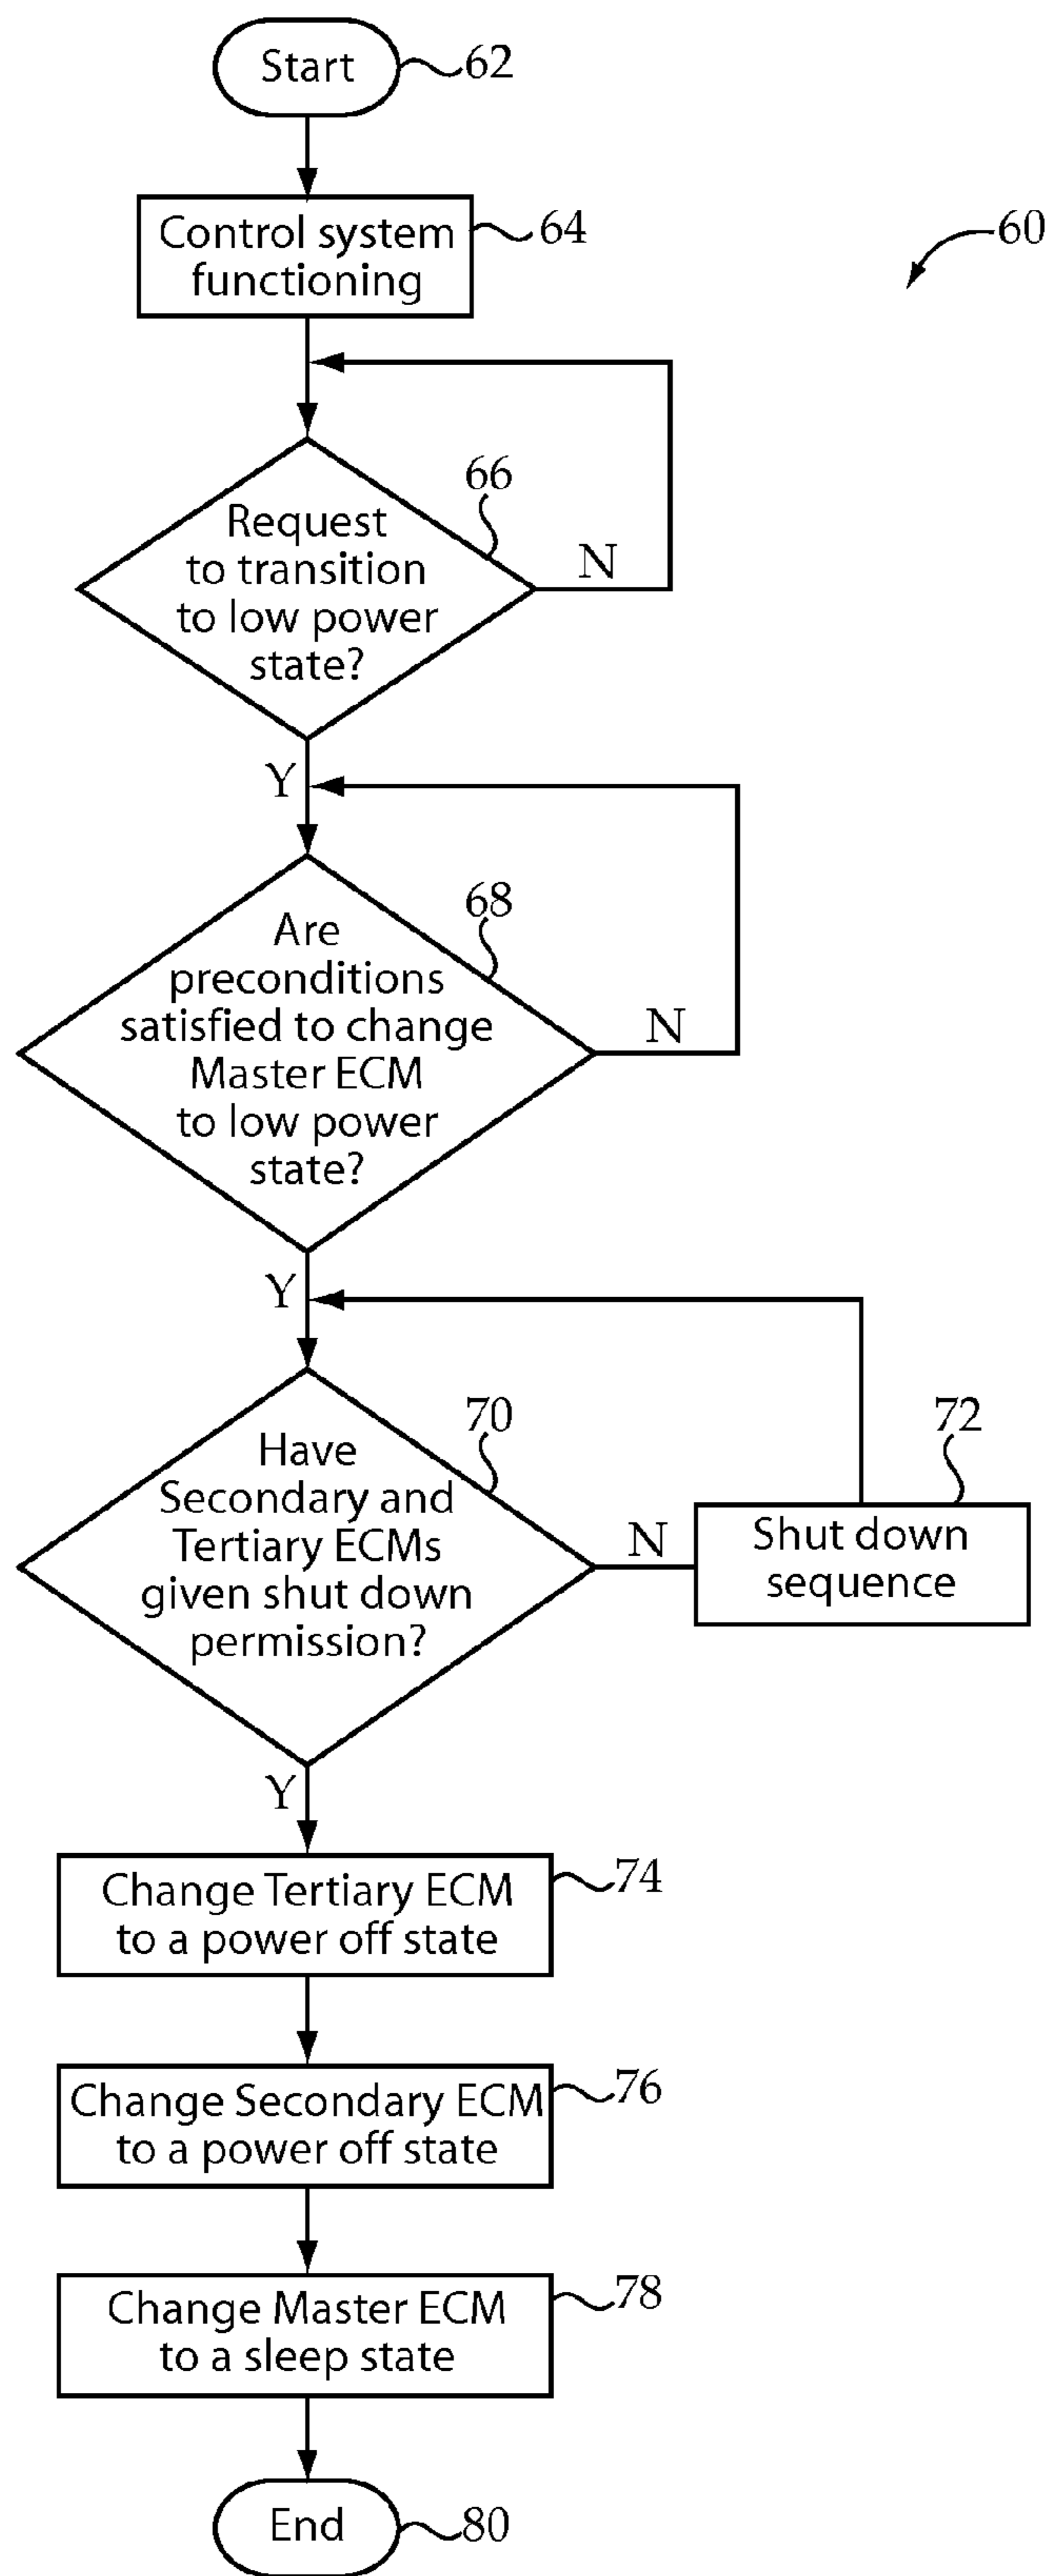 Start
62
Control system
functioning
64
60
66
Request
to transition
to low power
state?
N
Y
68
Are
preconditions
satisfied to change
Master ECM
to low power
state?
N
Y
70
Have
Secondary and
Tertiary ECMs
given shut down
permission?
N
72
Shut down
sequence
Y
Change Tertiary ECM
to a power off state
74
Change Secondary ECM
to a power off state
76
Change Master ECM
to a sleep state
78
End
80